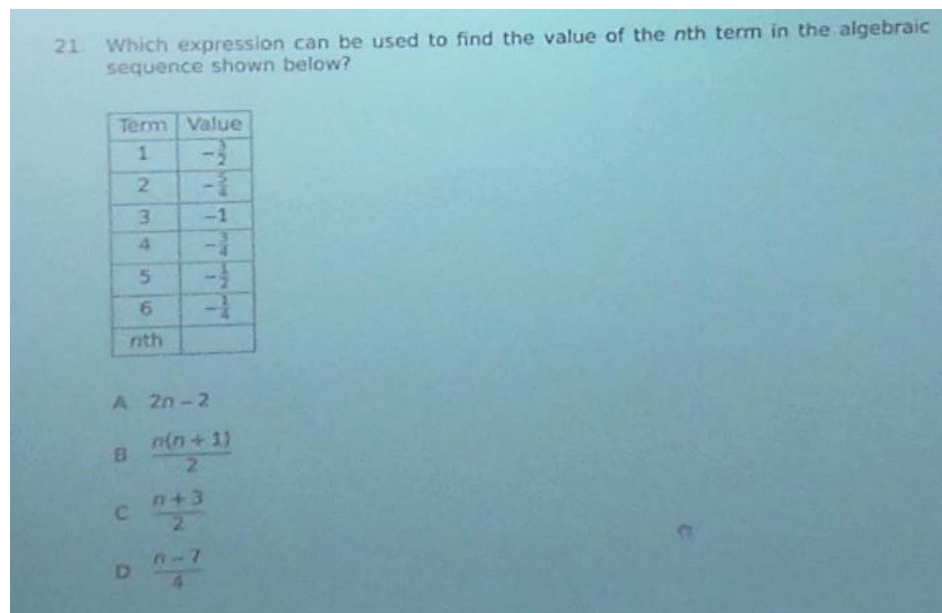 21. Which expression can be used to find the value of the nth term in the algebraic
sequence shown below?
Term Value
1 -3/2
2 -5/4
3 -1
4 -3/4
5 -1/2
6 -1/4
nth
A 2n - 2
B n(n + 1)/2
C n + 3/2
D n - 7/4